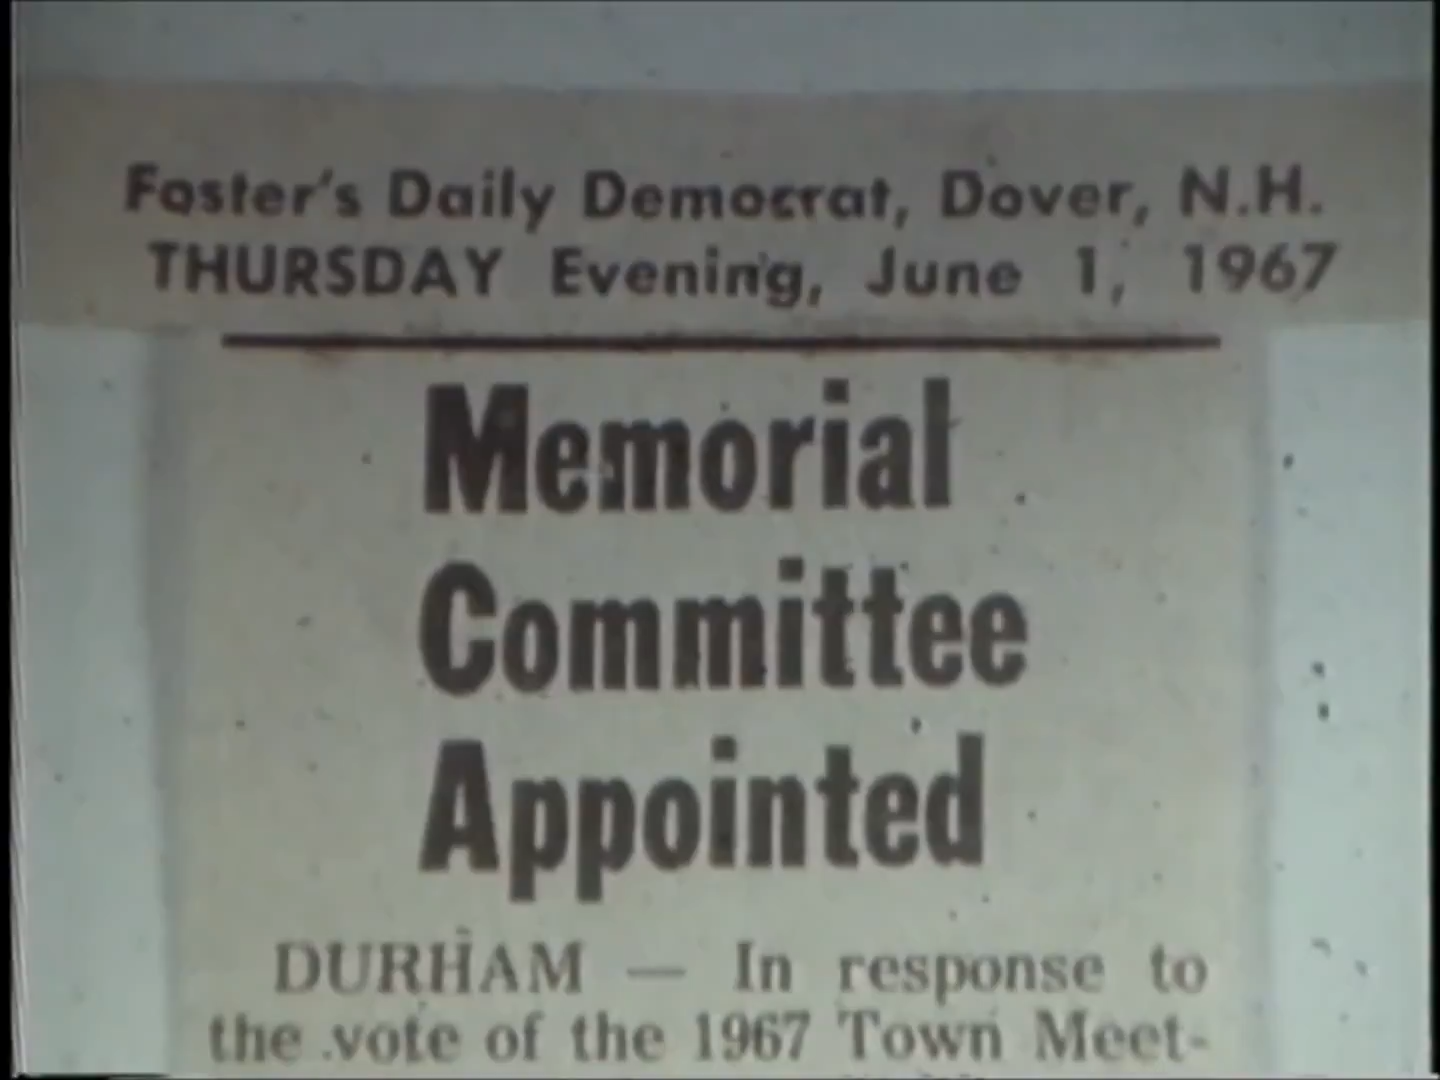 Foster's Daily Democrat, Dover, N.H.
THURSDAY Evening, June 1, 1967
Memorial
Committee
Appointed
DURHAM — In response to
the vote of the 1967 Town Meet-